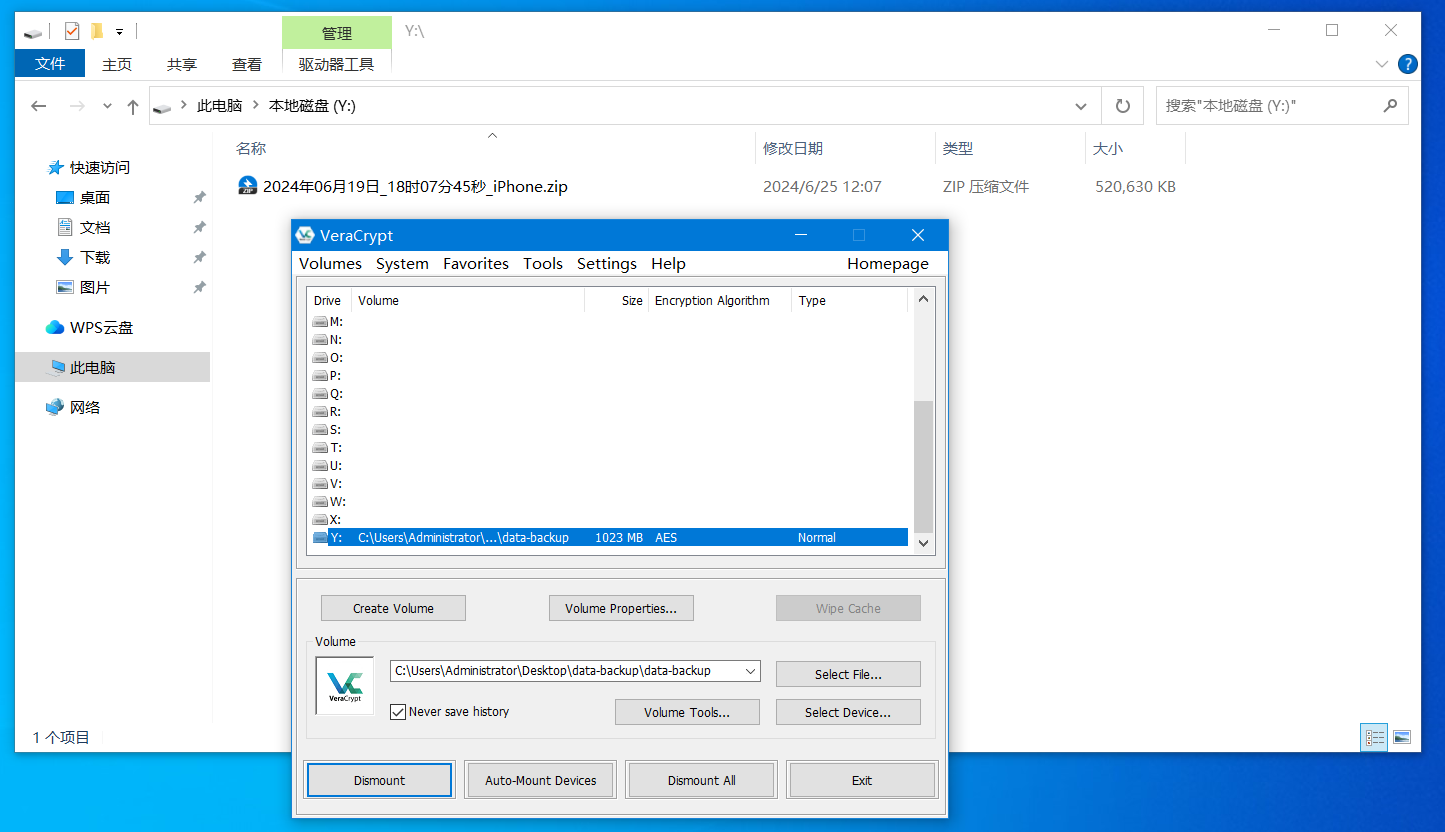 管理
Y:\
文件
主页
共享
查看
驱动器工具
此电脑
本地磁盘 (Y:)
搜索"本地磁盘 (Y:)"
名称
修改日期
类型
大小
ZIP
2024年06月19日_18时07分45秒_iPhone.zip
2024/6/25 12:07
ZIP 压缩文件
520,630 KB
快速访问
桌面
文档
下载
图片
WPS云盘
此电脑
网络
1 个项目
VeraCrypt
Volumes System Favorites Tools Settings Help Homepage
Drive Volume Size Encryption Algorithm Type
M:
N:
O:
P:
Q:
R:
S:
T:
U:
V:
W:
X:
Y: C:\Users\Administrator\...\data-backup 1023 MB AES Normal
Create Volume
Volume Properties...
Wipe Cache
Volume
VeraCrypt
C:\Users\Administrator\Desktop\data-backup\data-backup
Select File...
Never save history
Volume Tools...
Select Device...
Dismount
Auto-Mount Devices
Dismount All
Exit